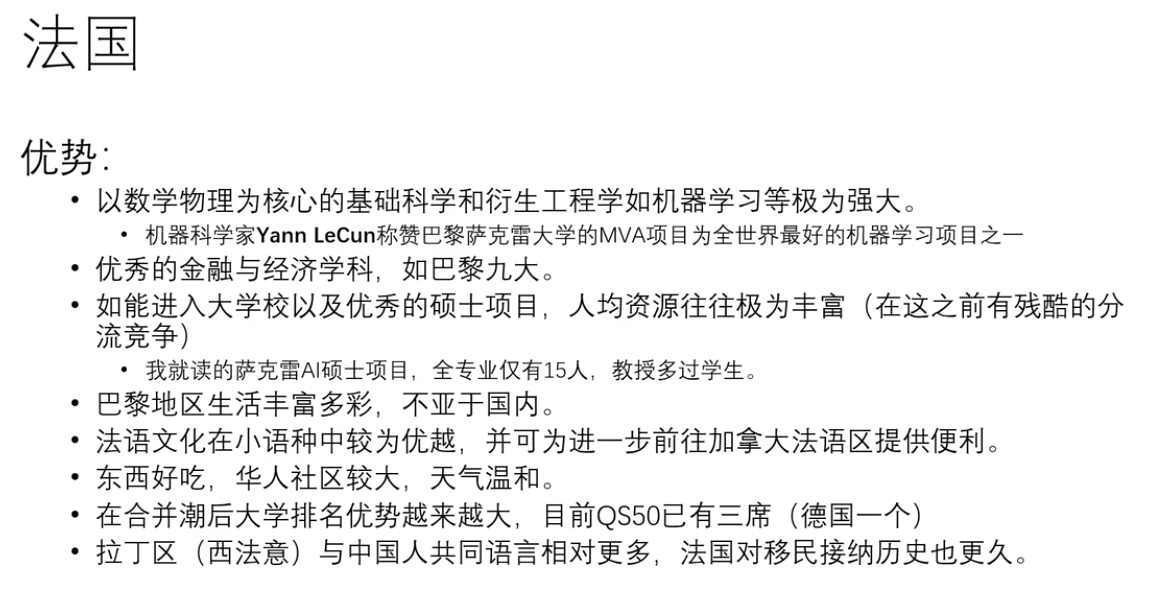 法国
优势：
• 以数学物理为核心的基础科学和衍生工程学如机器学习等极为强大。
• 机器科学家Yann LeCun称赞巴黎萨克雷大学的MVA项目为全世界最好的机器学习项目之一
• 优秀的金融与经济学科，如巴黎九大。
• 如能进入大学校以及优秀的硕士项目，人均资源往往极为丰富（在这之前有残酷的分
流竞争）
• 我就读的萨克雷AI硕士项目，全专业仅有15人，教授多过学生。
• 巴黎地区生活丰富多彩，不亚于国内。
• 法语文化在小语种中较为优越，并可为进一步前往加拿大法语区提供便利。
• 东西好吃，华人社区较大，天气温和。
• 在合并潮后大学排名优势越来越大，目前QS50已有三席（德国一个）
• 拉丁区（西法意）与中国人共同语言相对更多，法国对移民接纳历史也更久。